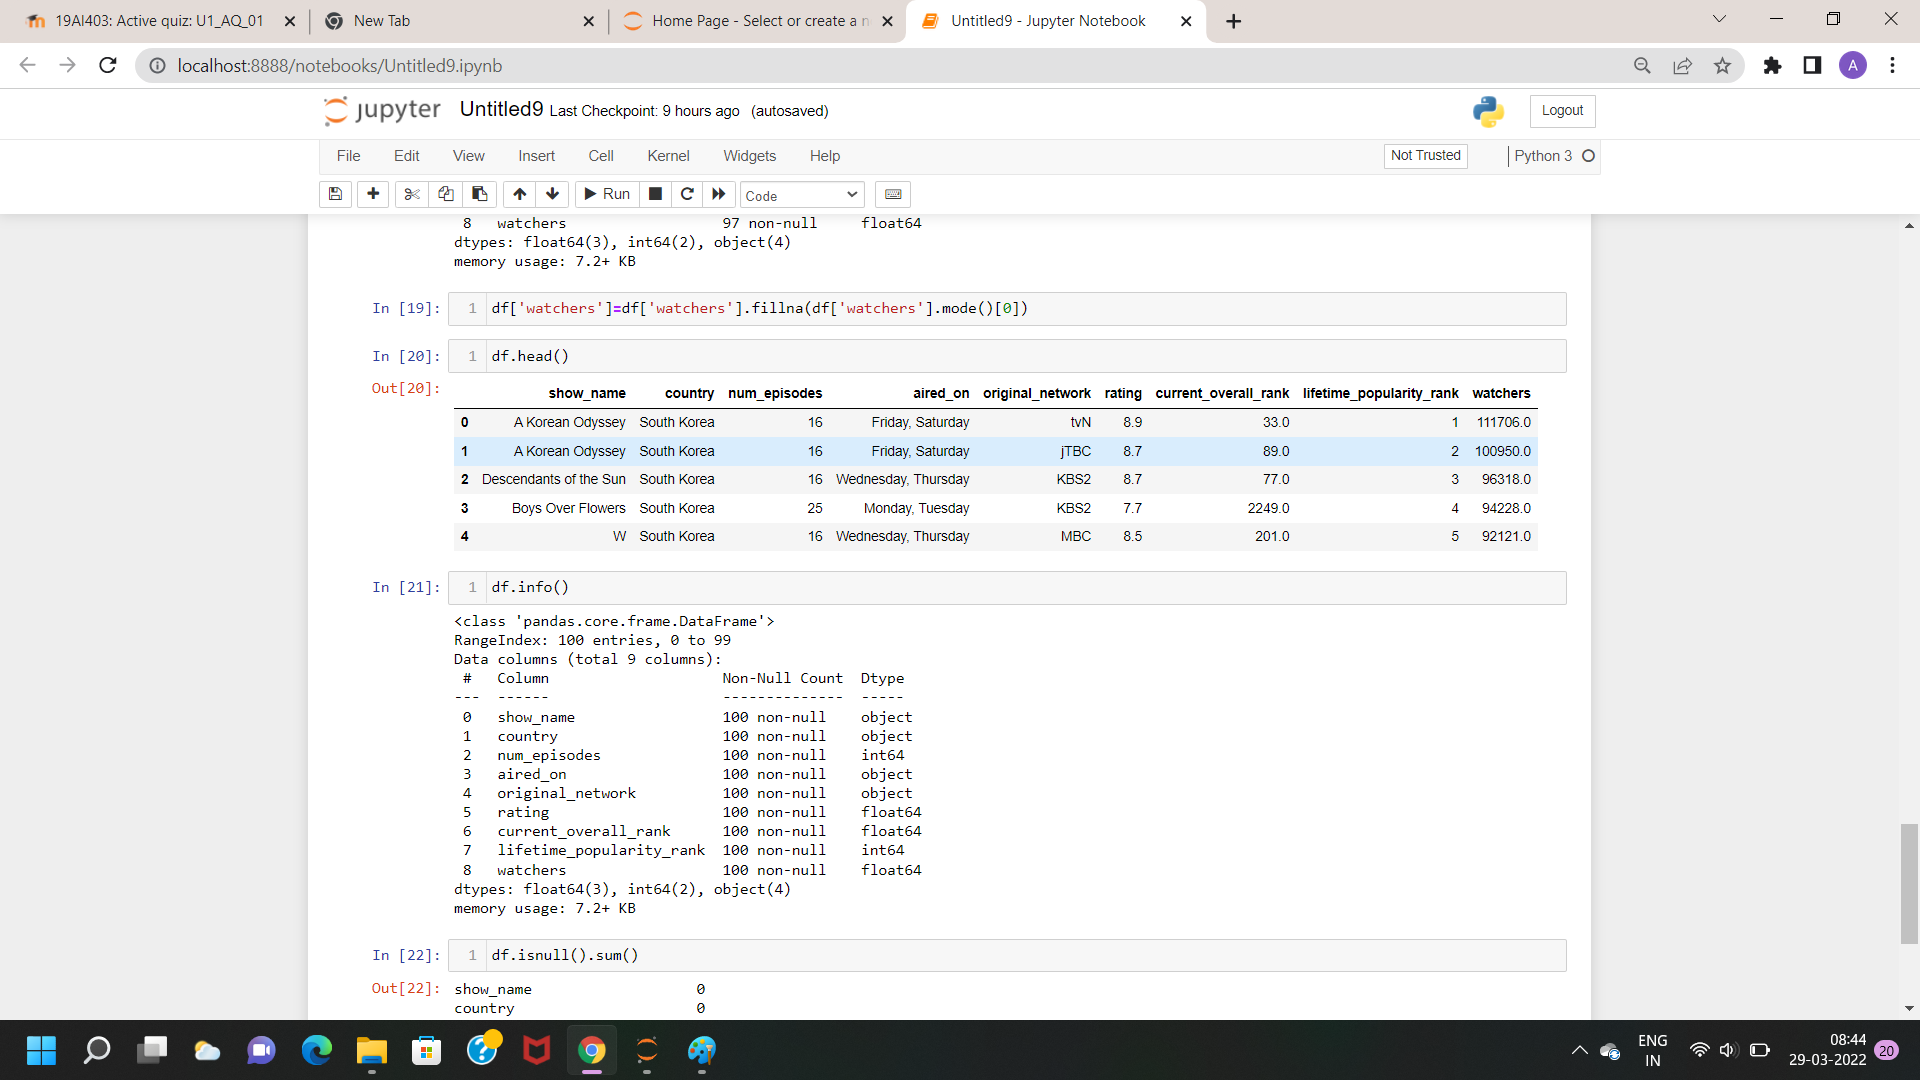 19AI403: Active quiz: U1_AQ_01
New Tab
Home Page - Select or create a n
Untitled9 - Jupyter Notebook
localhost:8888/notebooks/Untitled9.ipynb
A
jupyter Untitled9 Last Checkpoint: 9 hours ago (autosaved)
Logout
File Edit View Insert Cell Kernel Widgets Help
Not Trusted
Python 3
Run
Code
8 watchers 97 non-null float64
dtypes: float64(3), int64(2), object(4)
memory usage: 7.2+ KB
In [19]: 1 df['watchers']=df['watchers'].fillna(df['watchers'].mode()[0])
In [20]: 1 df.head()
Out[20]:
show_name country num_episodes aired_on original_network rating current_overall_rank lifetime_popularity_rank watchers
0 A Korean Odyssey South Korea 16 Friday, Saturday tvN 8.9 33.0 1 111706.0
1 A Korean Odyssey South Korea 16 Friday, Saturday jTBC 8.7 89.0 2 100950.0
2 Descendants of the Sun South Korea 16 Wednesday, Thursday KBS2 8.7 77.0 3 96318.0
3 Boys Over Flowers South Korea 25 Monday, Tuesday KBS2 7.7 2249.0 4 94228.0
4 W South Korea 16 Wednesday, Thursday MBC 8.5 201.0 5 92121.0
In [21]: 1 df.info()
<class 'pandas.core.frame.DataFrame'>
RangeIndex: 100 entries, 0 to 99
Data columns (total 9 columns):
# Column Non-Null Count Dtype
--- ------ -------------- -----
0 show_name 100 non-null object
1 country 100 non-null object
2 num_episodes 100 non-null int64
3 aired_on 100 non-null object
4 original_network 100 non-null object
5 rating 100 non-null float64
6 current_overall_rank 100 non-null float64
7 lifetime_popularity_rank 100 non-null int64
8 watchers 100 non-null float64
dtypes: float64(3), int64(2), object(4)
memory usage: 7.2+ KB
In [22]: 1 df.isnull().sum()
Out[22]: show_name 0
country 0
ENG
IN
08:44
29-03-2022
20